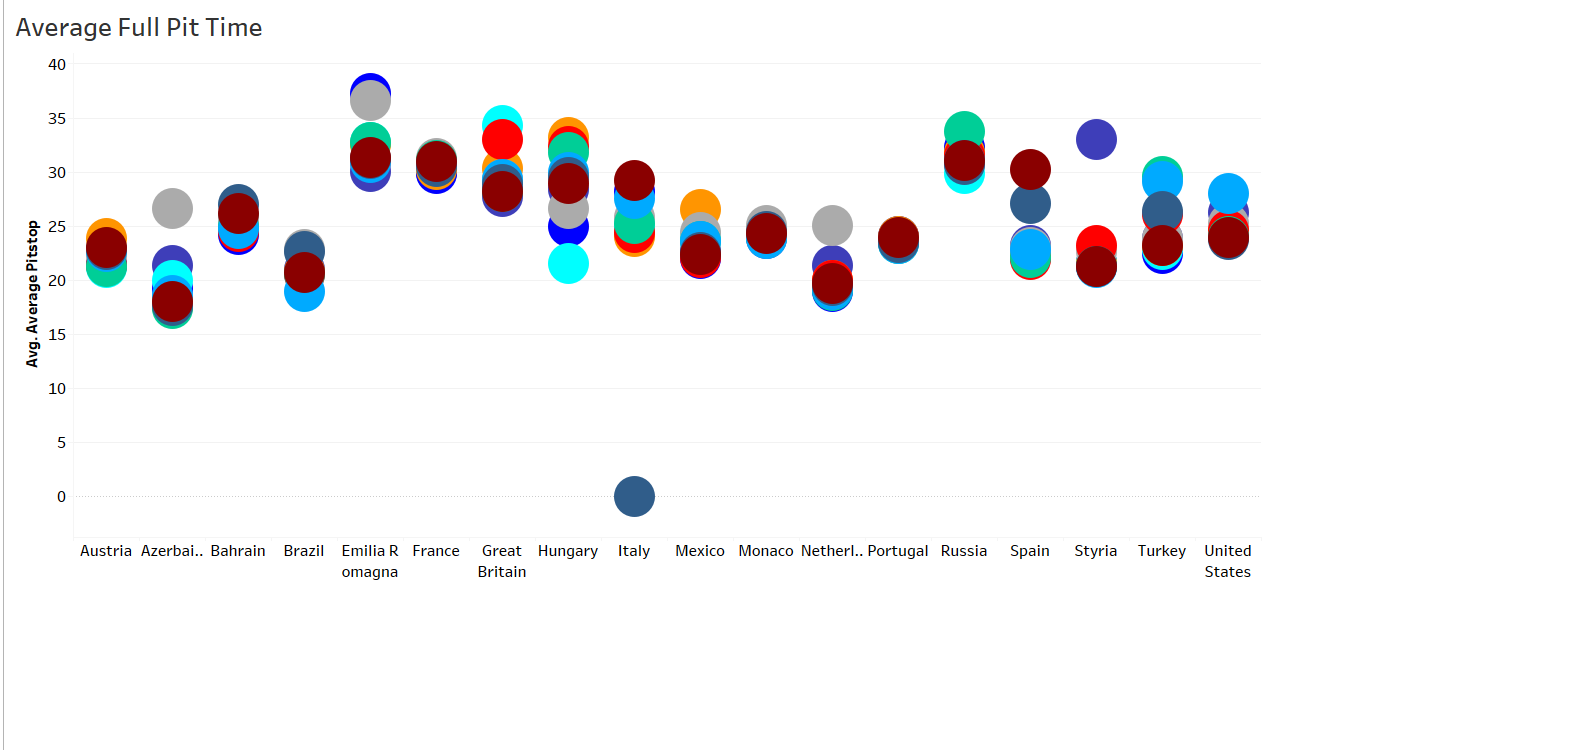 Average Full Pit Time
Avg. Average Pitstop
40
35
30
25
20
15
10
5
0
Austria
Azerbai..
Bahrain
Brazil
Emilia R
omagna
France
Great
Britain
Hungary
Italy
Mexico
Monaco
Netherl..
Portugal
Russia
Spain
Styria
Turkey
United
States